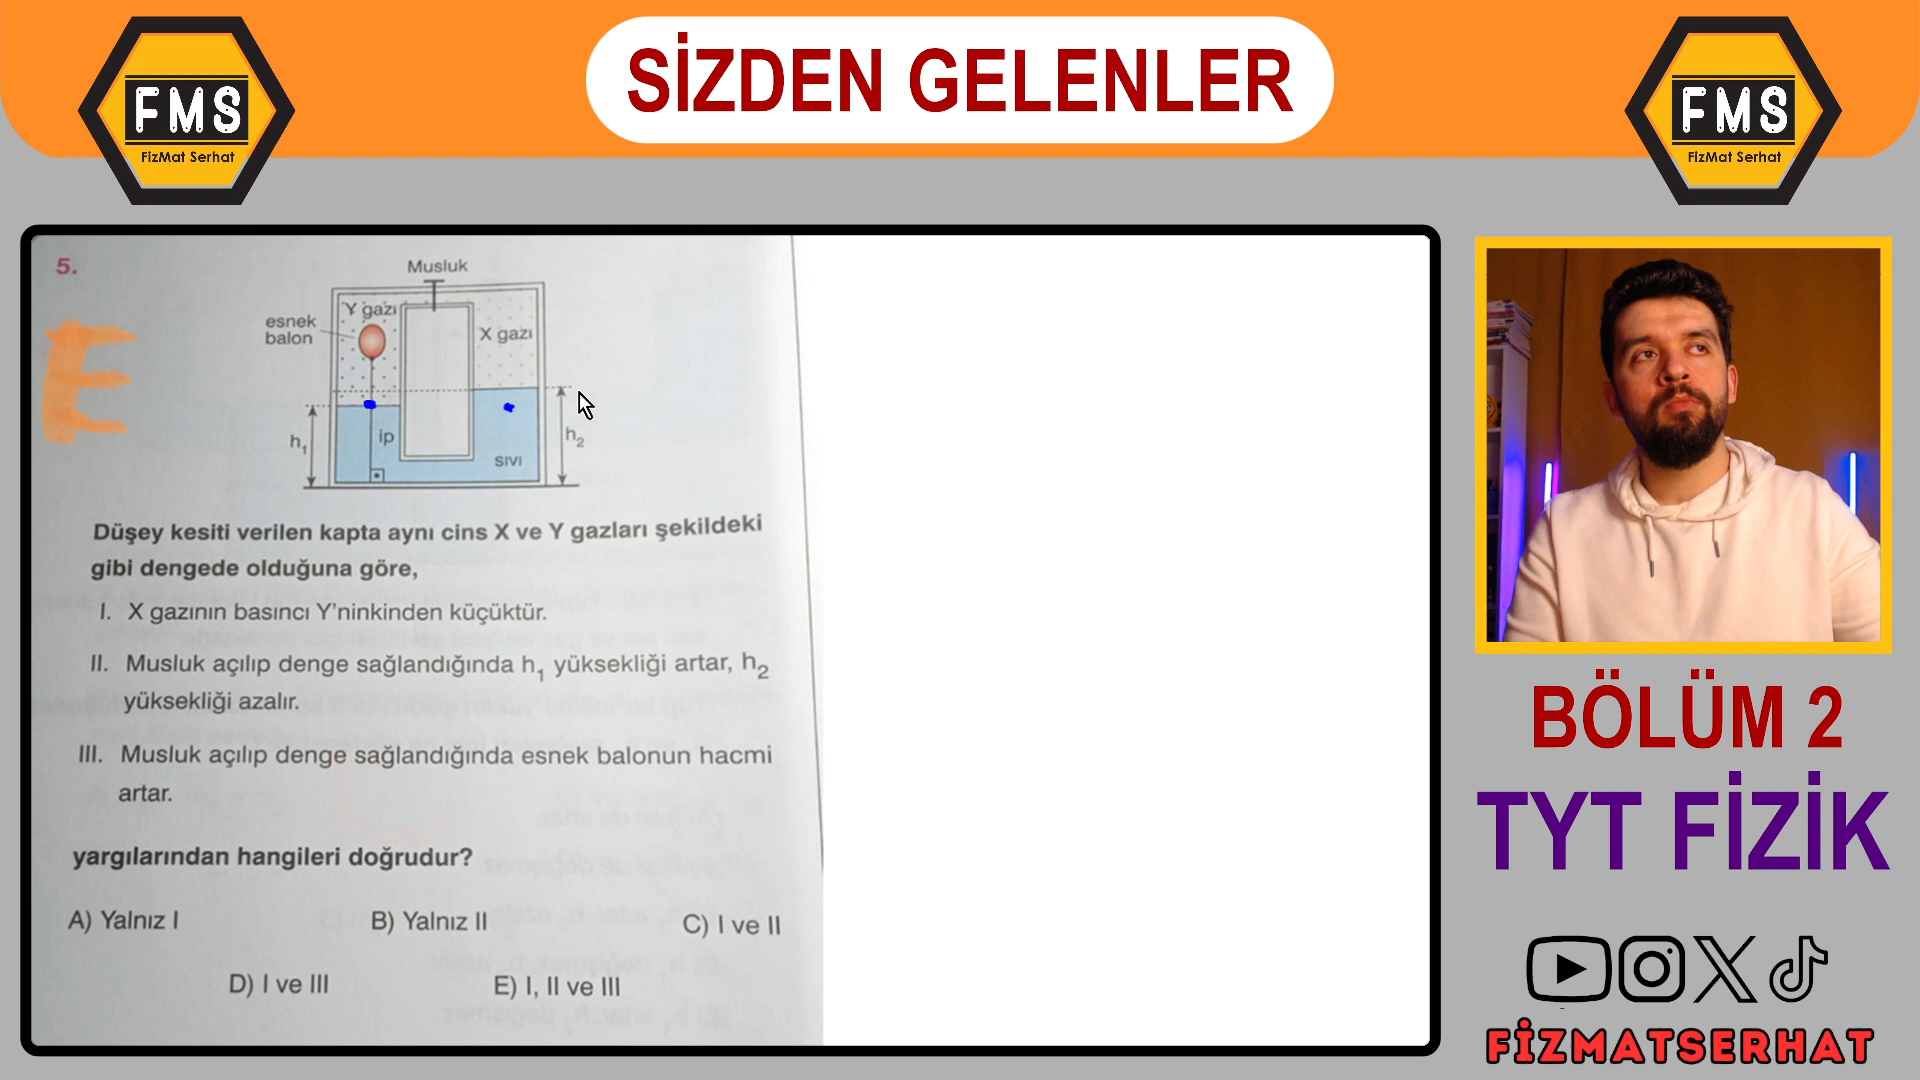 SİZDEN GELENLER
FMS
FizMat Serhat
FMS
FizMat Serhat
5.
Musluk
Y gazı
esnek
balon
X gazı
h1
ip
h2
SIVI
E
Düşey kesiti verilen kapta aynı cins X ve Y gazları şekildeki
gibi dengede olduğuna göre,
I. X gazının basıncı Y'ninkinden küçüktür.
II. Musluk açılıp denge sağlandığında h1 yüksekliği artar, h2
yüksekliği azalır.
III. Musluk açılıp denge sağlandığında esnek balonun hacmi
artar.
yargılarından hangileri doğrudur?
A) Yalnız I
B) Yalnız II
C) I ve II
D) I ve III
E) I, II ve III
BÖLÜM 2
TYT FİZİK
FİZMATSERHAT